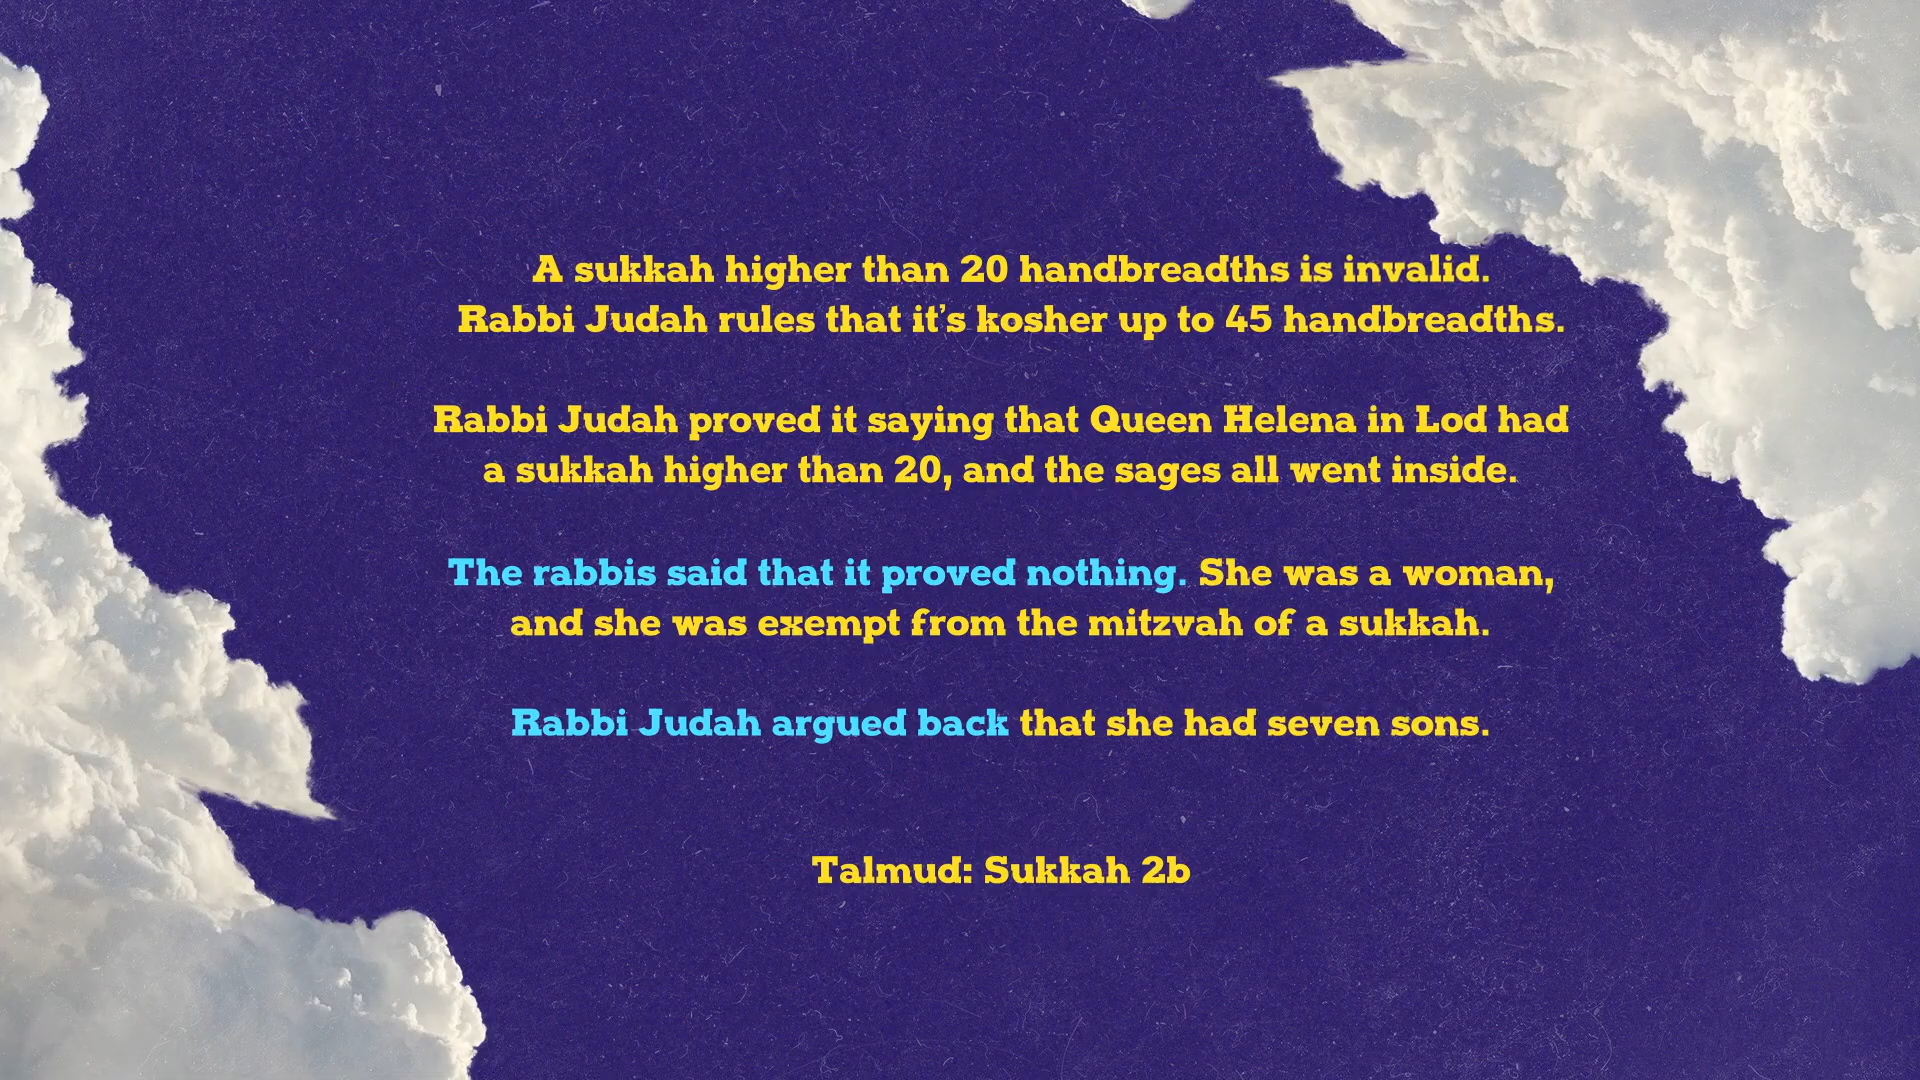 A sukkah higher than 20 handbreadths is invalid.
Rabbi Judah rules that it's kosher up to 45 handbreadths.
Rabbi Judah proved it saying that Queen Helena in Lod had
a sukkah higher than 20, and the sages all went inside.
The rabbis said that it proved nothing. She was a woman,
and she was exempt from the mitzvah of a sukkah.
Rabbi Judah argued back that she had seven sons.
Talmud: Sukkah 2b